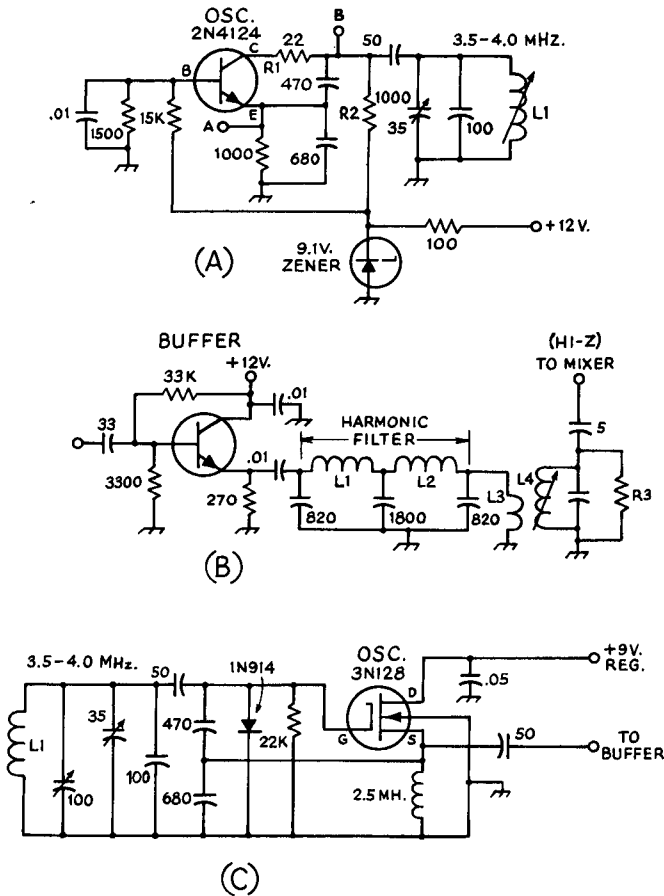 OSC.
2N4124
B
C
22
R1
B
50
3.5–4.0 MHZ.
470
.01
1500
15K
E
A
1000
680
R2
1000
35
100
L1
100
+12V.
9.1V.
ZENER
(A)
BUFFER
+12V.
33K
.01
33
3300
.01
270
HARMONIC
FILTER
L1
L2
820
1800
820
L3
L4
(HI-Z)
TO MIXER
5
R3
(B)
3.5–4.0 MHz.
50
1N914
OSC.
3N128
+9V.
REG.
D
.05
L1
35
100
100
470
680
22K
G
S
50
TO
BUFFER
2.5 MH.
(C)